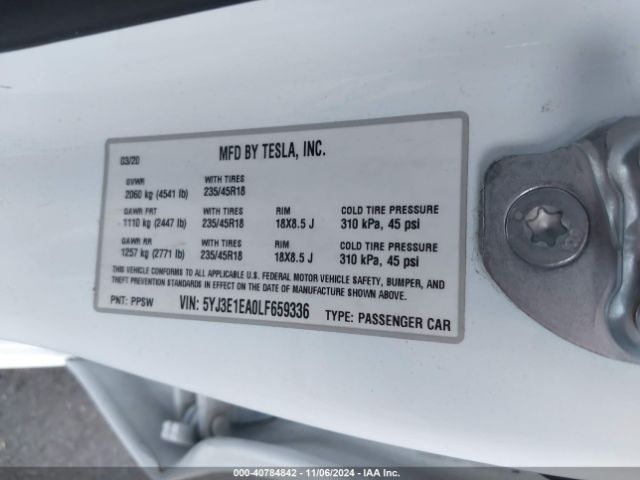 03/20
MFD BY TESLA, INC.
GVWR WITH TIRES
2060 kg (4541 lb) 235/45R18
GAWR FRT WITH TIRES RIM COLD TIRE PRESSURE
1110 kg (2447 lb) 235/45R18 18X8.5 J 310 kPa, 45 psi
GAWR RR WITH TIRES RIM COLD TIRE PRESSURE
1257 kg (2771 lb) 235/45R18 18X8.5 J 310 kPa, 45 psi
THIS VEHICLE CONFORMS TO ALL APPLICABLE U.S. FEDERAL MOTOR VEHICLE SAFETY, BUMPER, AND
THEFT PREVENTION STANDARDS IN EFFECT ON THE DATE OF MANUFACTURE SHOWN ABOVE.
PNT: PPSW VIN: 5YJ3E1EA0LF659336 TYPE: PASSENGER CAR
000-40784842 - 11/06/2024 - IAA Inc.